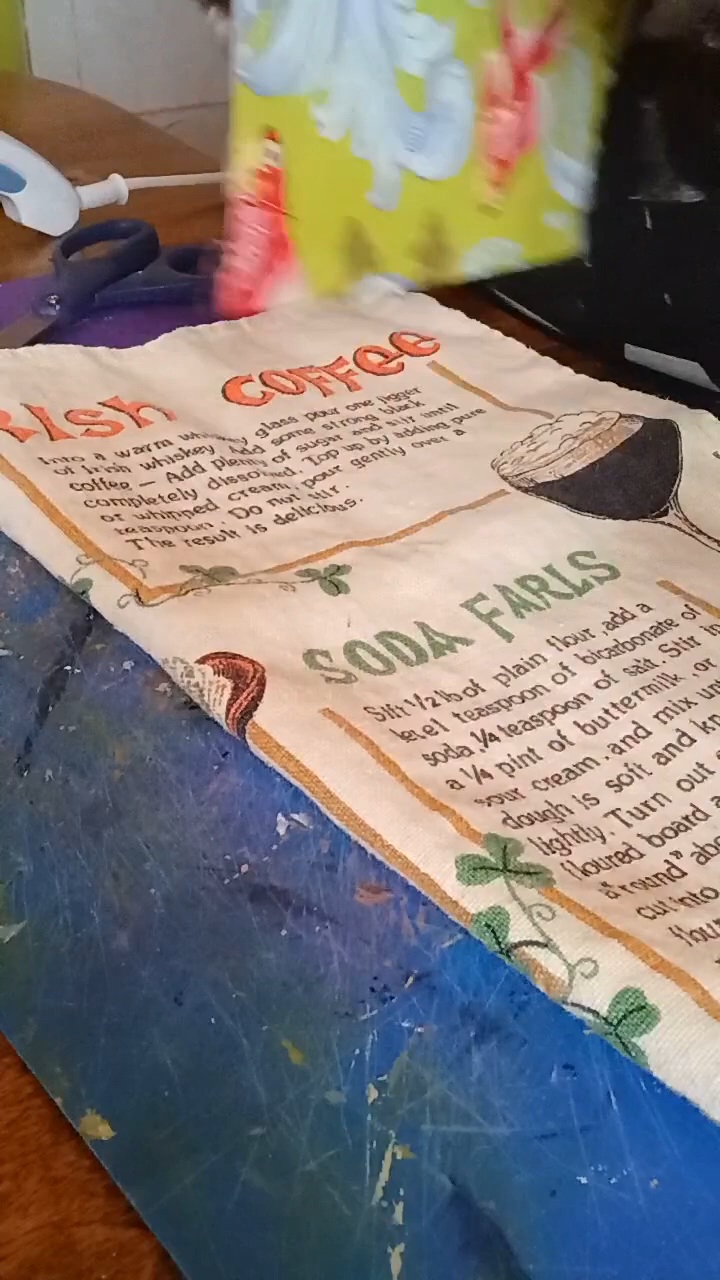 Rish COFFee
Into a warm whiskey glass pour one jigger
of Irish whiskey. Add some strong black
coffee — Add plenty of sugar and stir until
completely dissolved. Top up by adding pure
or whipped cream, pour gently over a
teaspoon. Do not stir.
The result is delicious.
SODA FARLS
Sift 1/2 lb of plain flour, add a
level teaspoon of bicarbonate of
soda 1/4 teaspoon of salt. Stir in
a 1/4 pint of buttermilk, or
sour cream, and mix
dough is soft and
lightly. Turn out
floured board
a "round"
cut into